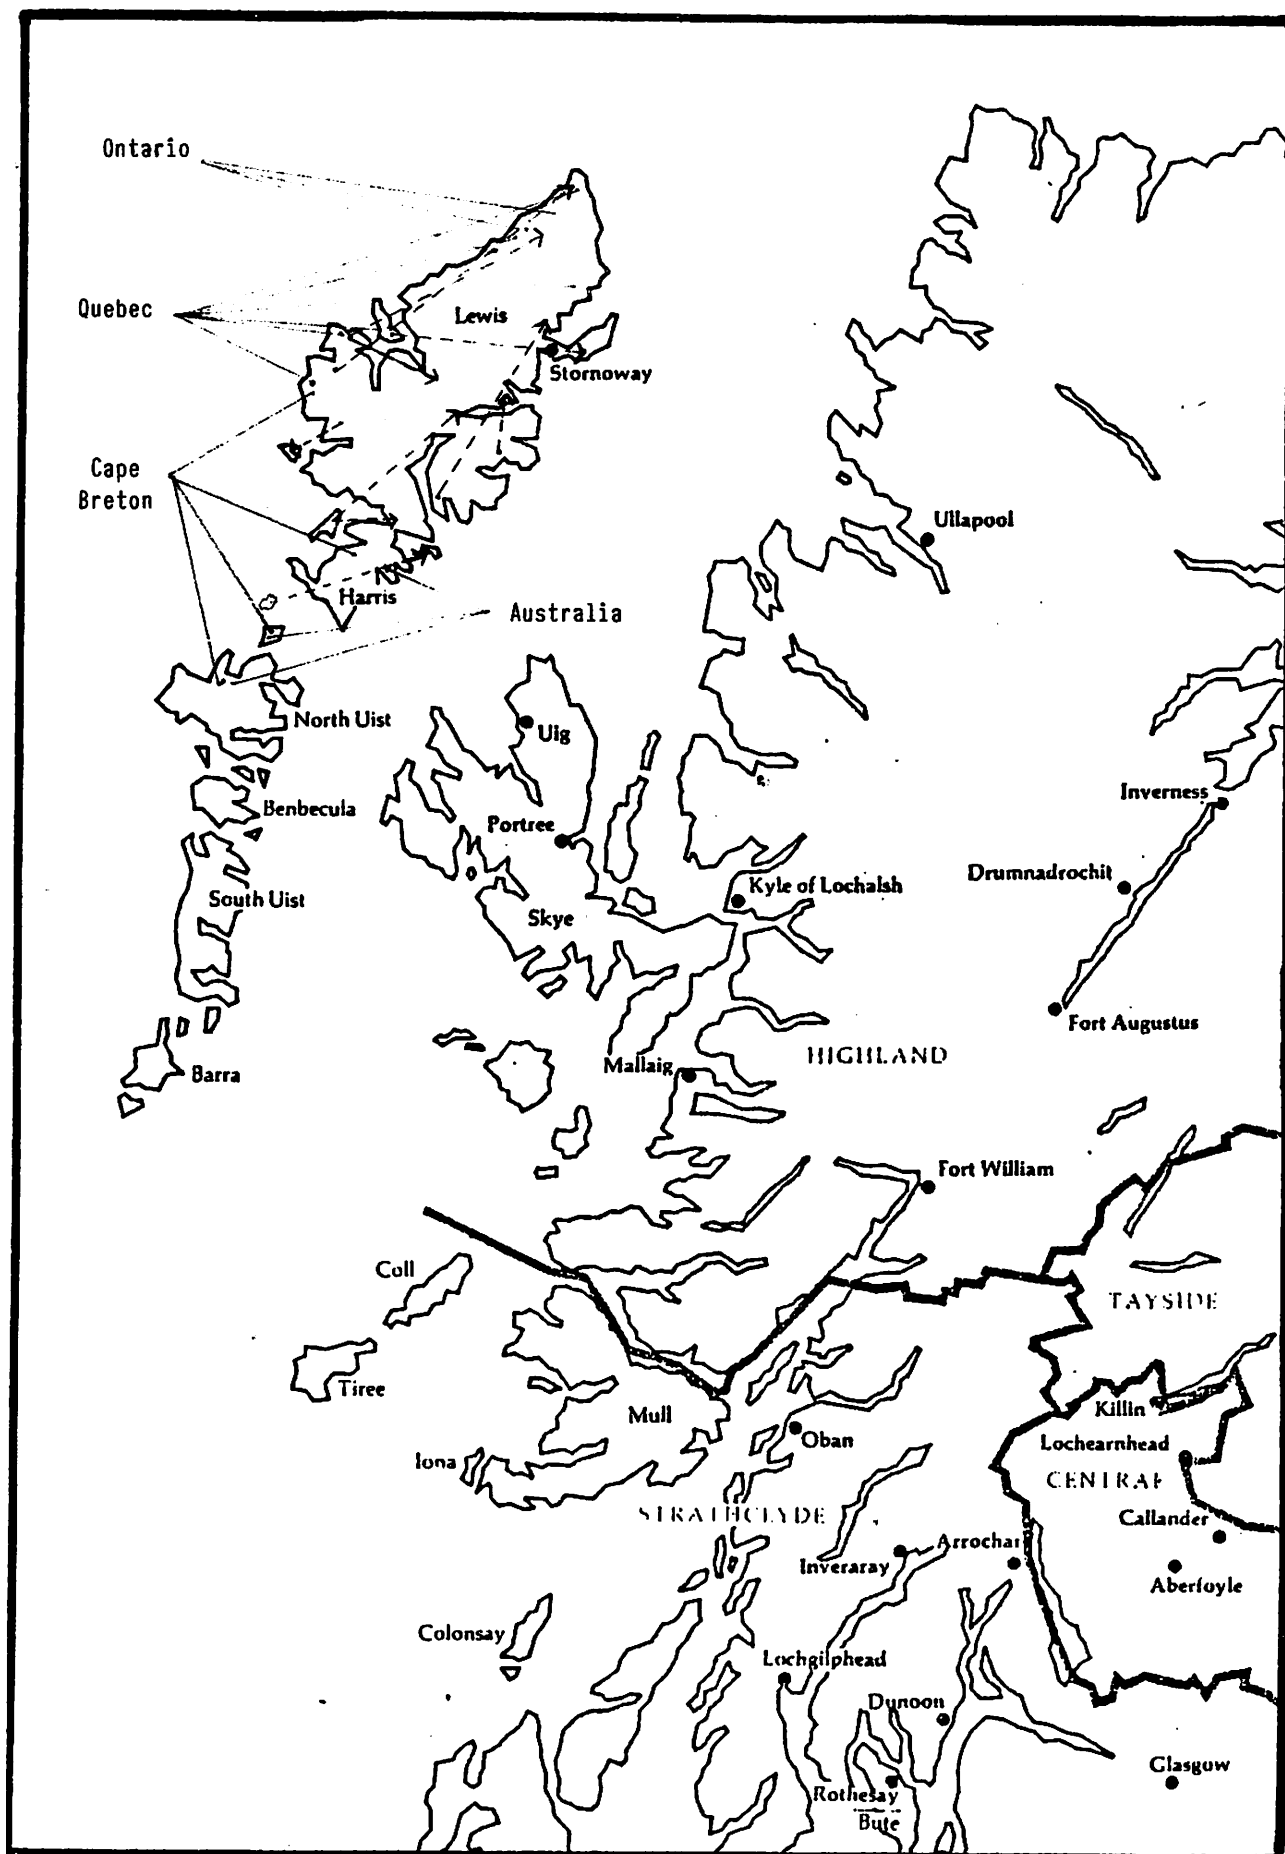 Ontario
Quebec
Lewis
Stornoway
Cape
Breton
Ullapool
Harris
Australia
North Uist
Uig
Inverness
Benbecula
Portree
Drumnadrochit
Kyle of Lochalsh
South Uist
Skye
Fort Augustus
HIGHLAND
Mallaig
Barra
Fort William
Coll
TAYSIDE
Tiree
Killin
Mull
Oban
Lochearnhead
Iona
CENTRAL
STRATHCLYDE
Callander
Arrochar
Inveraray
Aberfoyle
Colonsay
Lochgilphead
Dunoon
Glasgow
Rothesay
Bute